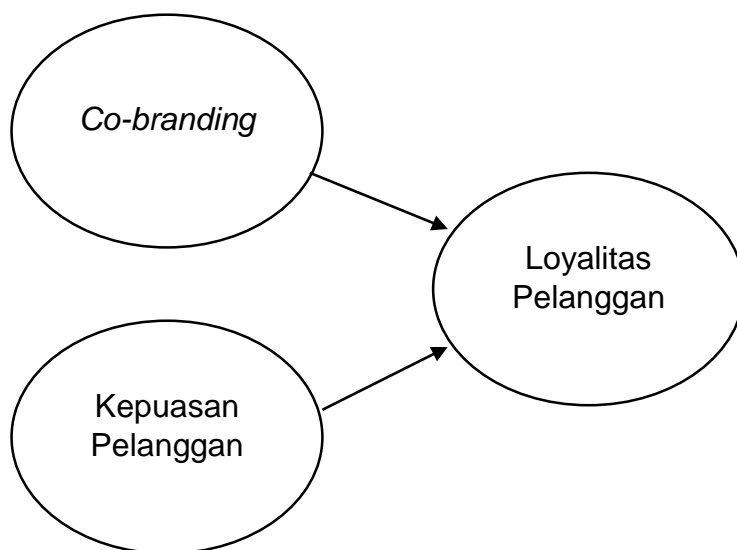 Co-branding
Loyalitas
Pelanggan
Kepuasan
Pelanggan